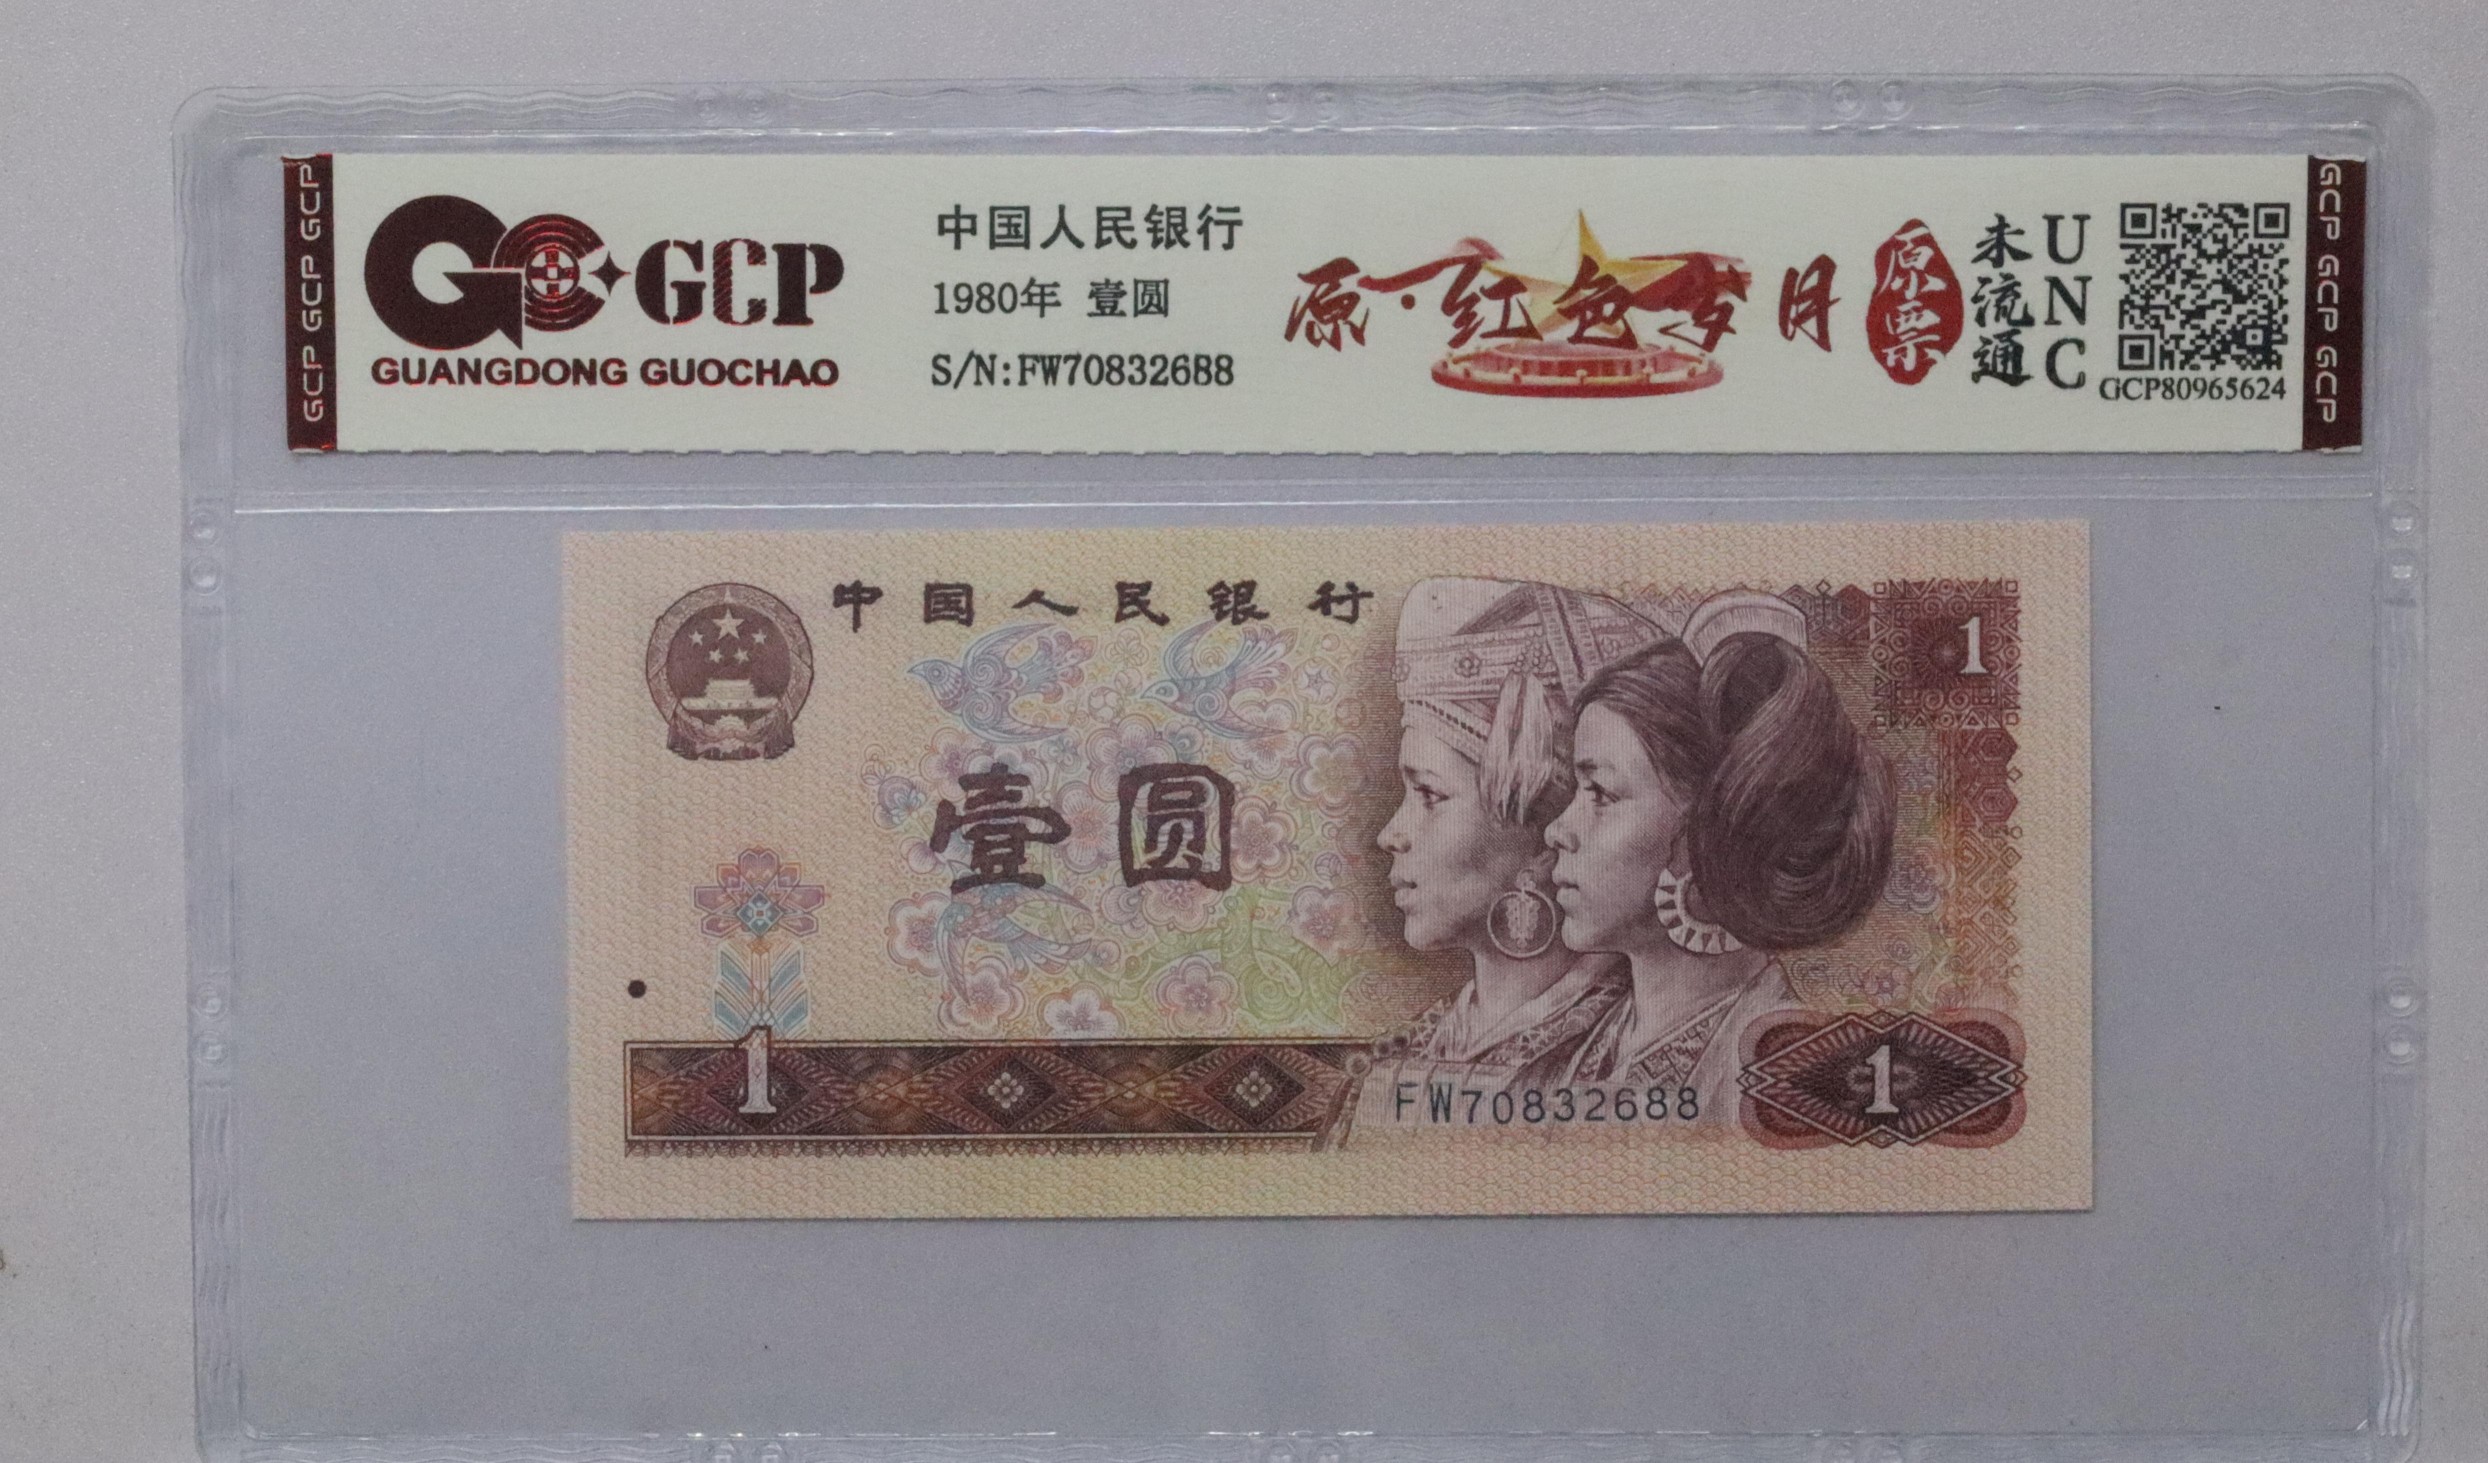 GCP GCP GCP
GCP
GUANGDONG GUOCHAO
中国人民银行
1980年 壹圆
S/N:FW70832688
原·红色岁月
原票
未流通
UNC
GCP80965624
GCP GCP GCP
中国人民银行
1
壹圆
1
FW70832688
1